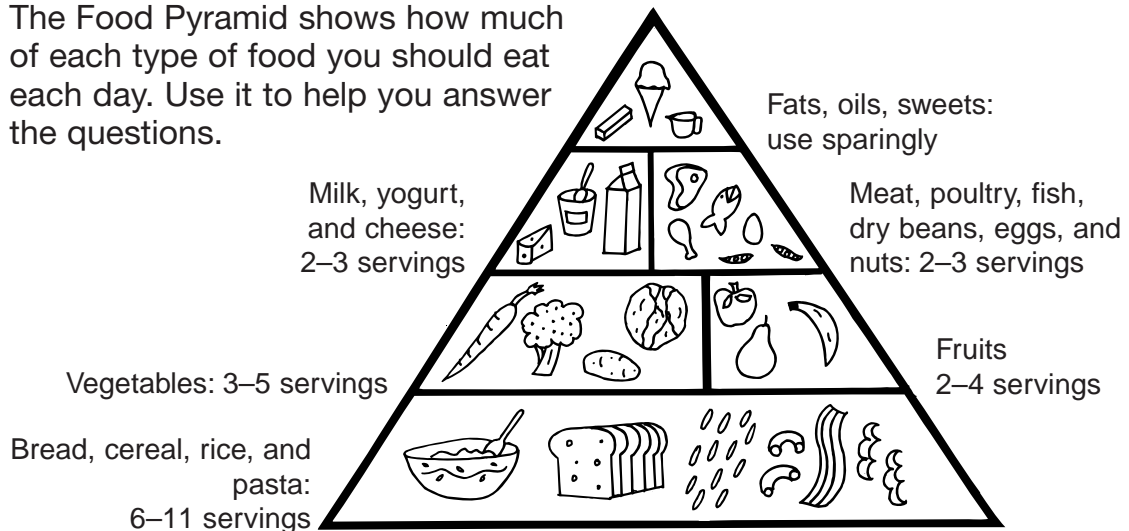 The Food Pyramid shows how much
of each type of food you should eat
each day. Use it to help you answer
the questions.
Fats, oils, sweets:
use sparingly
Milk, yogurt,
and cheese:
2–3 servings
Meat, poultry, fish,
dry beans, eggs, and
nuts: 2–3 servings
Vegetables: 3–5 servings
Fruits
2–4 servings
Bread, cereal, rice, and
pasta:
6–11 servings